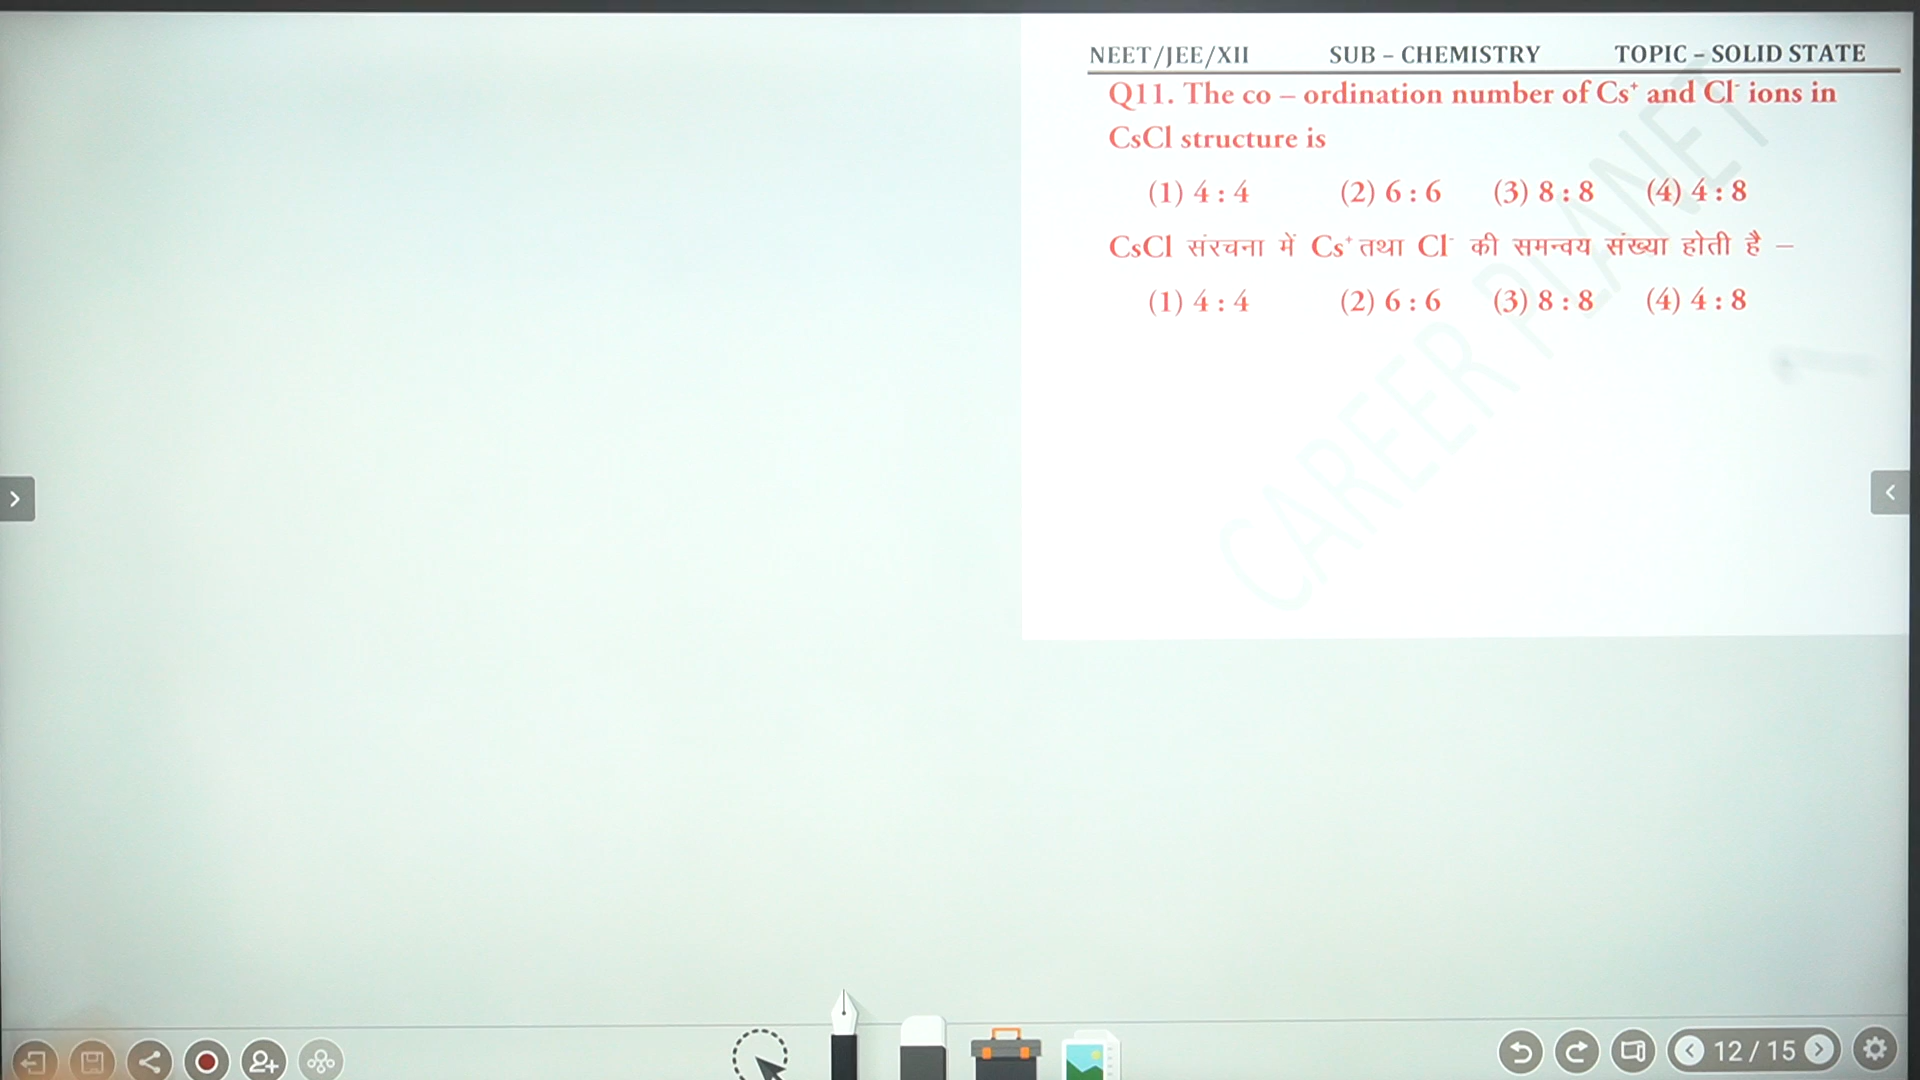 NEET/JEE/XII SUB – CHEMISTRY TOPIC – SOLID STATE
Q11. The co – ordination number of Cs⁺ and Cl⁻ ions in
CsCl structure is
(1) 4 : 4 (2) 6 : 6 (3) 8 : 8 (4) 4 : 8
CsCl संरचना में Cs⁺ तथा Cl⁻ की समन्वय संख्या होती है –
(1) 4 : 4 (2) 6 : 6 (3) 8 : 8 (4) 4 : 8
CAREER PLANET
12 / 15